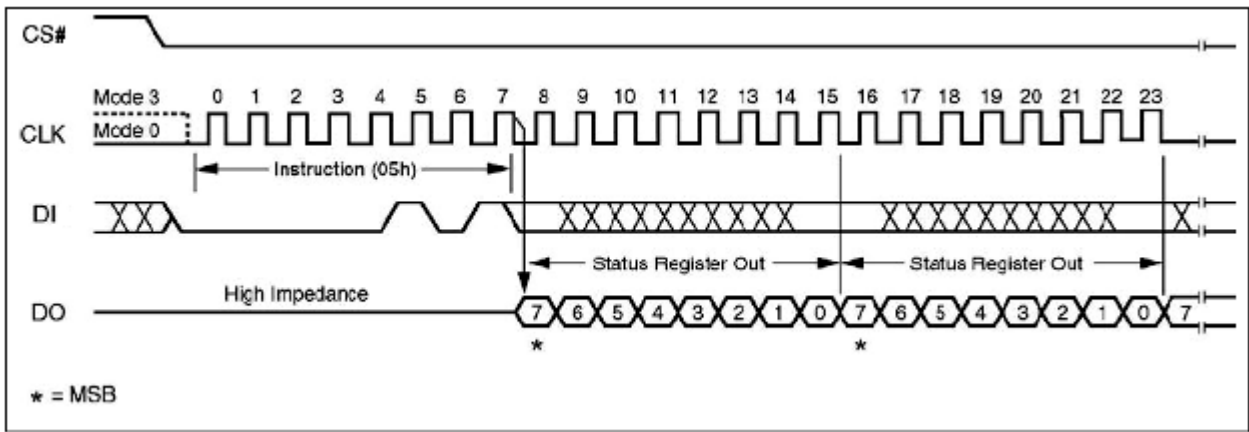 CS#
Mode 3 0 1 2 3 4 5 6 7 8 9 10 11 12 13 14 15 16 17 18 19 20 21 22 23
CLK Mode 0
Instruction (05h)
DI
Status Register Out Status Register Out
High Impedance
DO 7 6 5 4 3 2 1 0 7 6 5 4 3 2 1 0 7
* *
* = MSB